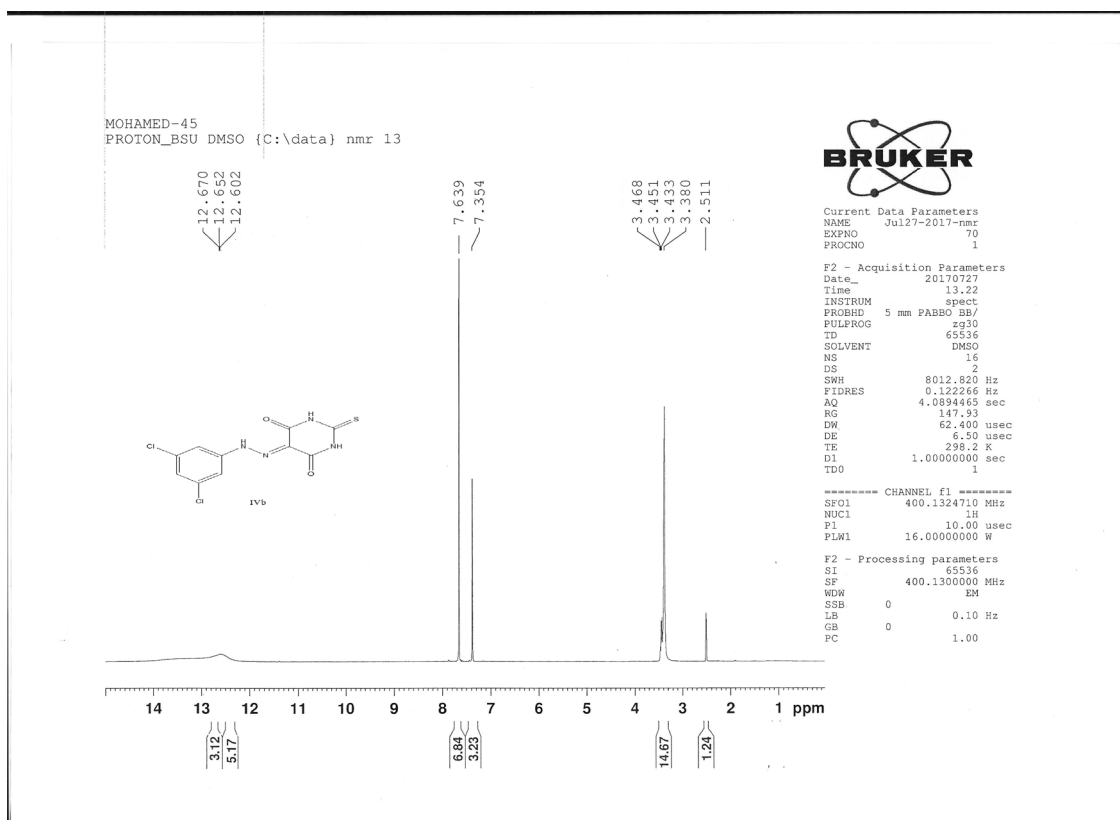 MOHAMED-45
PROTON_BSU DMSO {C:\data} nmr 13
12.670
12.652
12.602
7.639
7.354
3.468
3.451
3.433
3.380
2.511
H
O
N
S
Cl
H
N
N
NH
O
Cl
IVb
14 13 12 11 10 9 8 7 6 5 4 3 2 1 ppm
3.12
5.17
6.84
3.23
14.67
1.24
BRUKER
Current Data Parameters
NAME Jul27-2017-nmr
EXPNO 70
PROCNO 1
F2 - Acquisition Parameters
Date_ 20170727
Time 13.22
INSTRUM spect
PROBHD 5 mm PABBO BB/
PULPROG zg30
TD 65536
SOLVENT DMSO
NS 16
DS 2
SWH 8012.820 Hz
FIDRES 0.122266 Hz
AQ 4.0894465 sec
RG 147.93
DW 62.400 usec
DE 6.50 usec
TE 298.2 K
D1 1.00000000 sec
TD0 1
======== CHANNEL f1 ========
SFO1 400.1324710 MHz
NUC1 1H
P1 10.00 usec
PLW1 16.00000000 W
F2 - Processing parameters
SI 65536
SF 400.1300000 MHz
WDW EM
SSB 0
LB 0.10 Hz
GB 0
PC 1.00